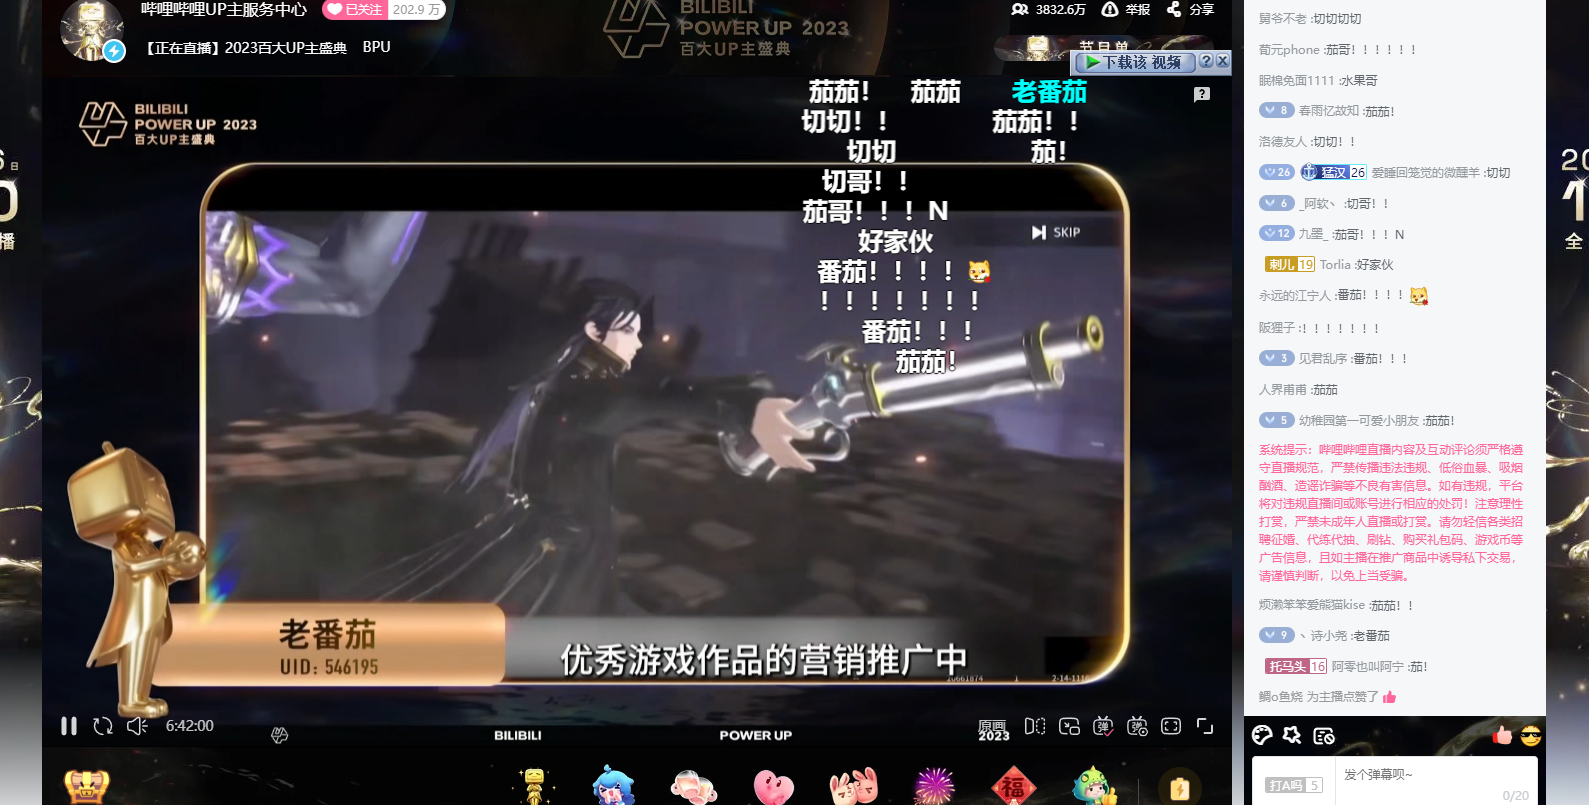 哔哩哔哩UP主服务中心
已关注 202.9 万
【正在直播】2023百大UP主盛典 BPU
BILIBILI
POWER UP 2023
百大UP主盛典
3832.6万
举报
分享
节目单
下载该 视频
BILIBILI
POWER UP 2023
百大UP主盛典
茄茄！ 茄茄 老番茄
切切！！ 茄茄！！
切切 茄！
切哥！！
茄哥！！！N
好家伙
番茄！！！！
！！！！！！！
番茄！！！
茄茄！
SKIP
老番茄
UID: 546195
优秀游戏作品的营销推广中
20661874 1
6:42:00
BILIBILI
POWER UP
2023
原画
福
舅爷不老 :切切切切
葡元phone :茄哥！！！！！！
眠棉兔面1111 :水果哥
8 春雨忆故知 :茄茄！
洛德友人 :切切！！
26 猛汉 26 爱睡回笼觉的微醺羊 :切切
6 _阿软丶 :切哥！！
12 九墨_ :茄哥！！！N
刺儿 19 Torlia :好家伙
永远的江宁人 :番茄！！！！
阪狸子 :！！！！！！！
3 见君乱序 :番茄！！！
人界甫甫 :茄茄
5 幼稚园第一可爱小朋友 :茄茄！
系统提示：哔哩哔哩直播内容及互动评论须严格遵
守直播规范，严禁传播违法违规、低俗血暴、吸烟
酗酒、造谣诈骗等不良有害信息。如有违规，平台
将对违规直播间或账号进行相应的处罚！注意理性
打赏，严禁未成年人直播或打赏。请勿轻信各类招
聘征婚、代练代抽、刷钻、购买礼包码、游戏币等
广告信息，且如主播在推广商品中诱导私下交易，
请谨慎判断，以免上当受骗。
烦濑笨笨爱熊猫kise :茄茄！！
9 丶诗小尧 :老番茄
托马头 16 阿零也叫阿宁 :茄！
鲷o鱼烧 为主播点赞了
打A吗 5
发个弹幕呗~
0/20
日
播
20
全